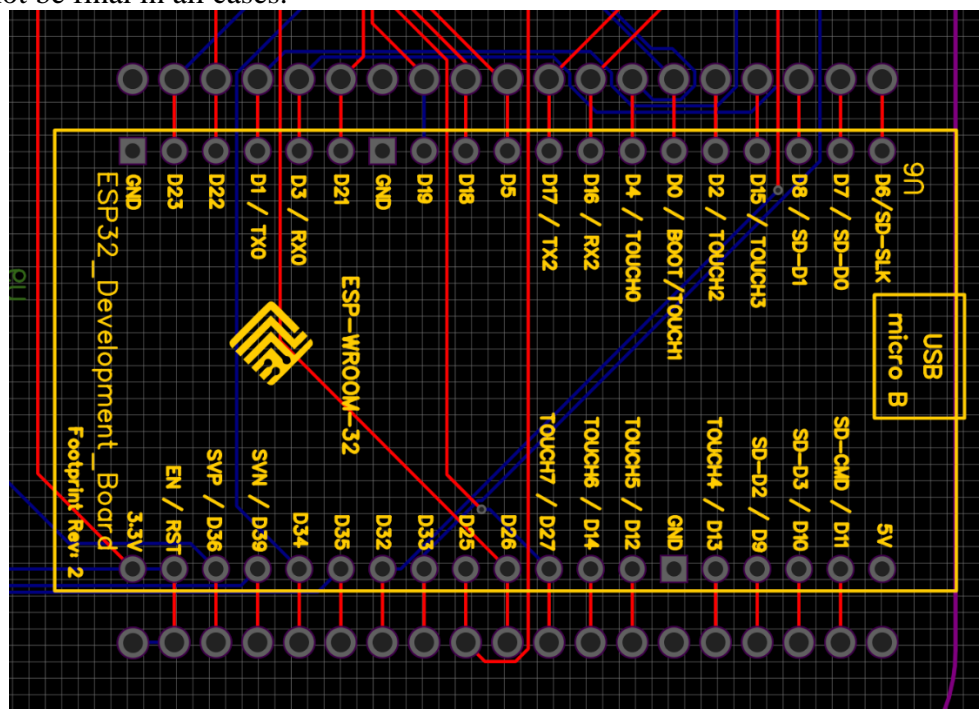 not be final in all cases.
GND
D23
D22
D1 / TX0
D3 / RX0
D21
GND
D19
D18
D5
D17 / TX2
D16 / RX2
D4 / TOUCH0
D0 / BOOT/TOUCH1
D2 / TOUCH2
D15 / TOUCH3
D8 / SD-D1
D7 / SD-D0
D6/SD-SLK
U6
ESP32_Development_Board
ESP-WROOM-32
USB
micro B
Footprint Rev: 2
3.3V
EN / RST
SVP / D36
SVN / D39
D34
D35
D32
D33
D25
D26
TOUCH7 / D27
TOUCH6 / D14
TOUCH5 / D12
GND
TOUCH4 / D13
SD-D2 / D9
SD-D3 / D10
SD-CMD / D11
5V